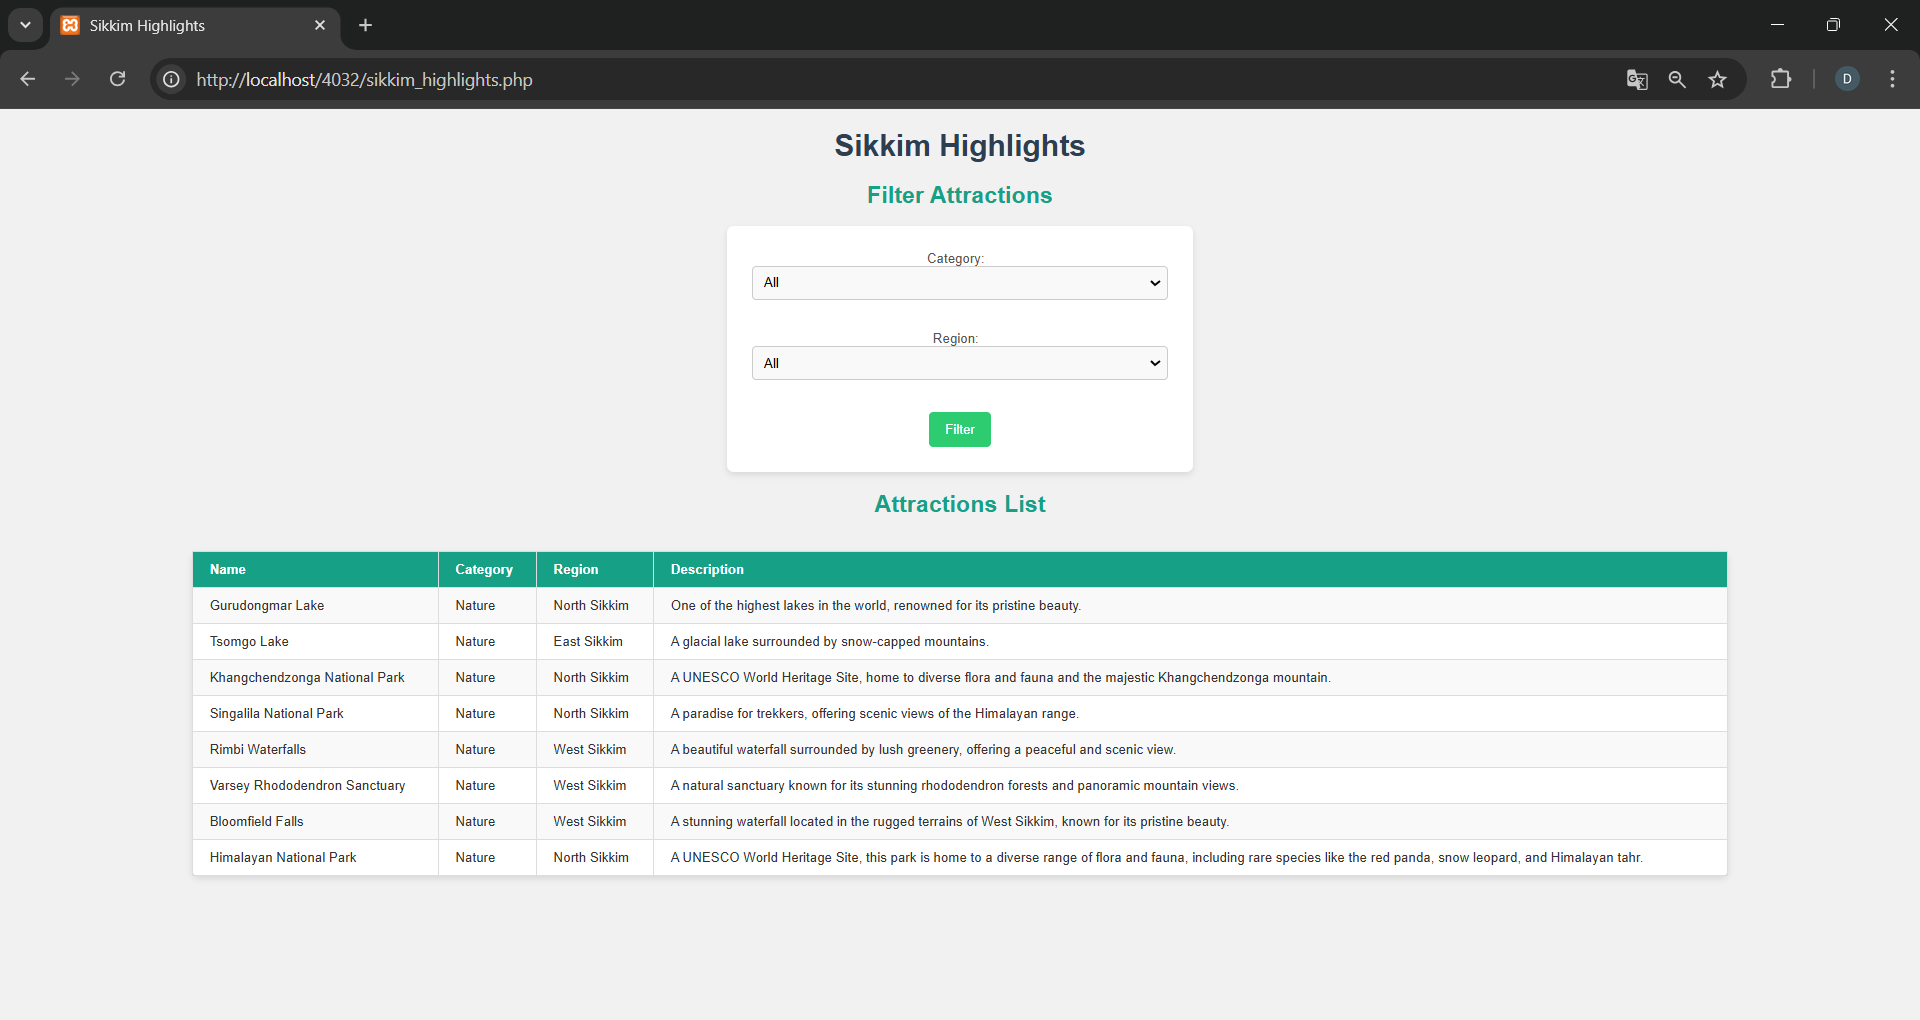 Sikkim Highlights
http://localhost/4032/sikkim_highlights.php
D
Sikkim Highlights
Filter Attractions
Category:
All
Region:
All
Filter
Attractions List
Name Category Region Description
Gurudongmar Lake Nature North Sikkim One of the highest lakes in the world, renowned for its pristine beauty.
Tsomgo Lake Nature East Sikkim A glacial lake surrounded by snow-capped mountains.
Khangchendzonga National Park Nature North Sikkim A UNESCO World Heritage Site, home to diverse flora and fauna and the majestic Khangchendzonga mountain.
Singalila National Park Nature North Sikkim A paradise for trekkers, offering scenic views of the Himalayan range.
Rimbi Waterfalls Nature West Sikkim A beautiful waterfall surrounded by lush greenery, offering a peaceful and scenic view.
Varsey Rhododendron Sanctuary Nature West Sikkim A natural sanctuary known for its stunning rhododendron forests and panoramic mountain views.
Bloomfield Falls Nature West Sikkim A stunning waterfall located in the rugged terrains of West Sikkim, known for its pristine beauty.
Himalayan National Park Nature North Sikkim A UNESCO World Heritage Site, this park is home to a diverse range of flora and fauna, including rare species like the red panda, snow leopard, and Himalayan tahr.